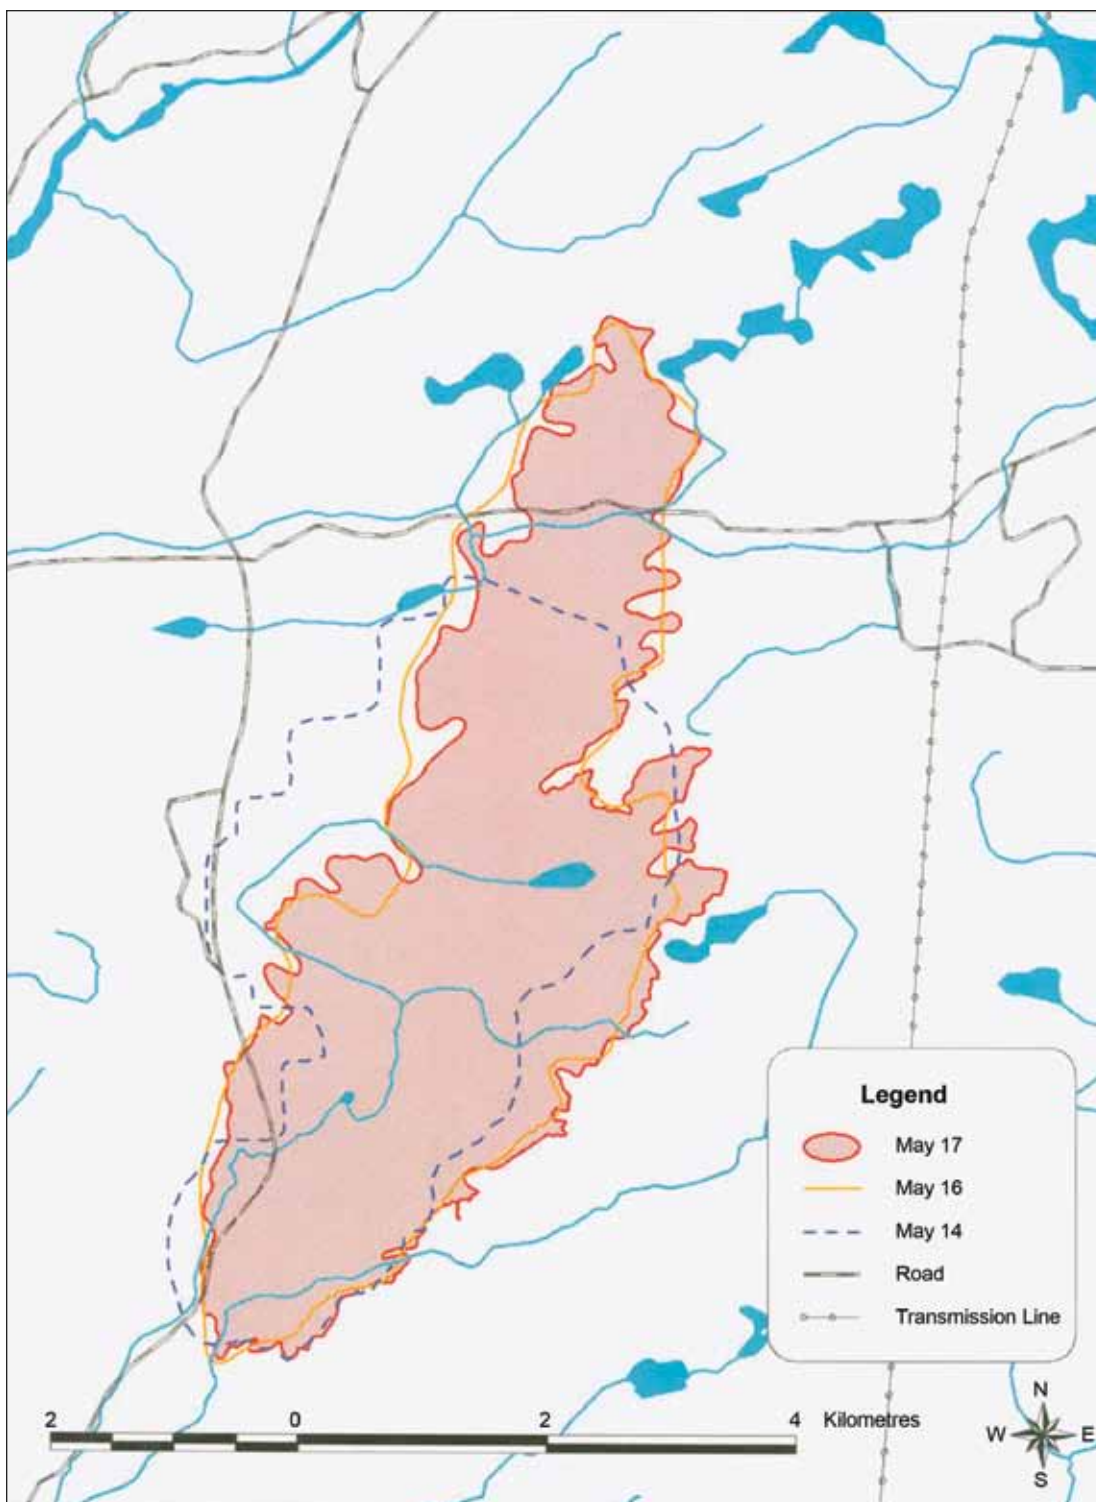 Legend
May 17
May 16
May 14
Road
Transmission Line
2 0 2 4 Kilometres
N
W E
S